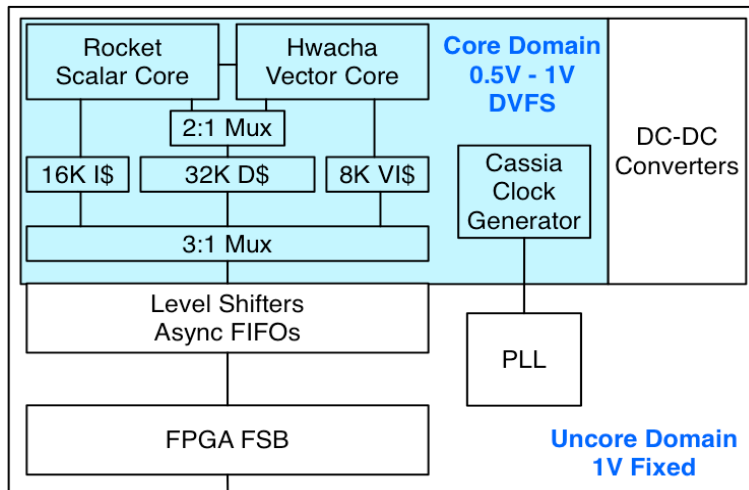 Rocket
Scalar Core
Hwacha
Vector Core
Core Domain
0.5V - 1V
DVFS
DC-DC
Converters
2:1 Mux
16K I$
32K D$
8K VI$
Cassia
Clock
Generator
3:1 Mux
Level Shifters
Async FIFOs
PLL
FPGA FSB
Uncore Domain
1V Fixed